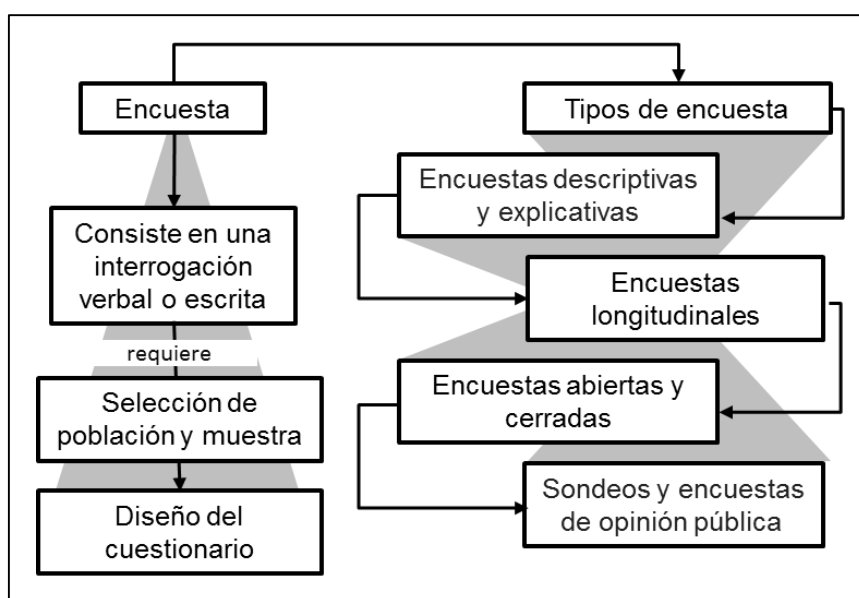 Encuesta
Consiste en una
interrogación
verbal o escrita
requiere
Selección de
población y muestra
Diseño del
cuestionario
Tipos de encuesta
Encuestas descriptivas
y explicativas
Encuestas
longitudinales
Encuestas abiertas y
cerradas
Sondeos y encuestas
de opinión pública